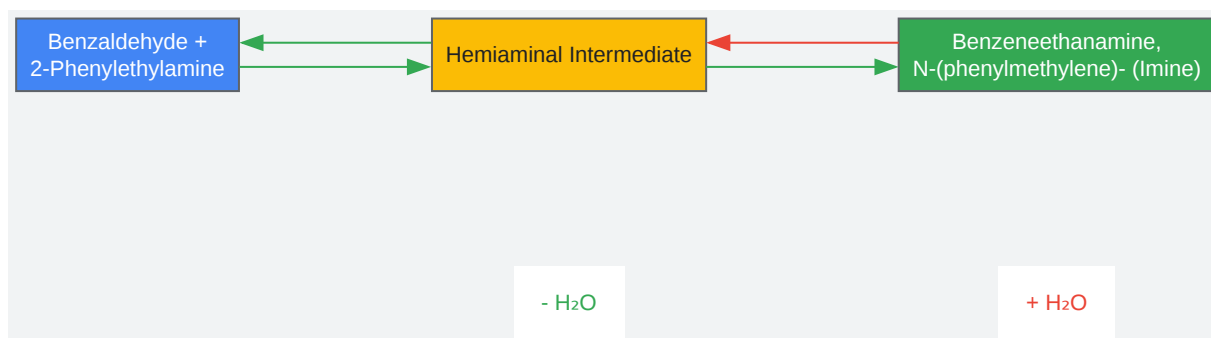 Benzaldehyde +
2-Phenylethylamine
Hemiaminal Intermediate
Benzeneethanamine,
N-(phenylmethylene)- (Imine)
- H₂O
+ H₂O